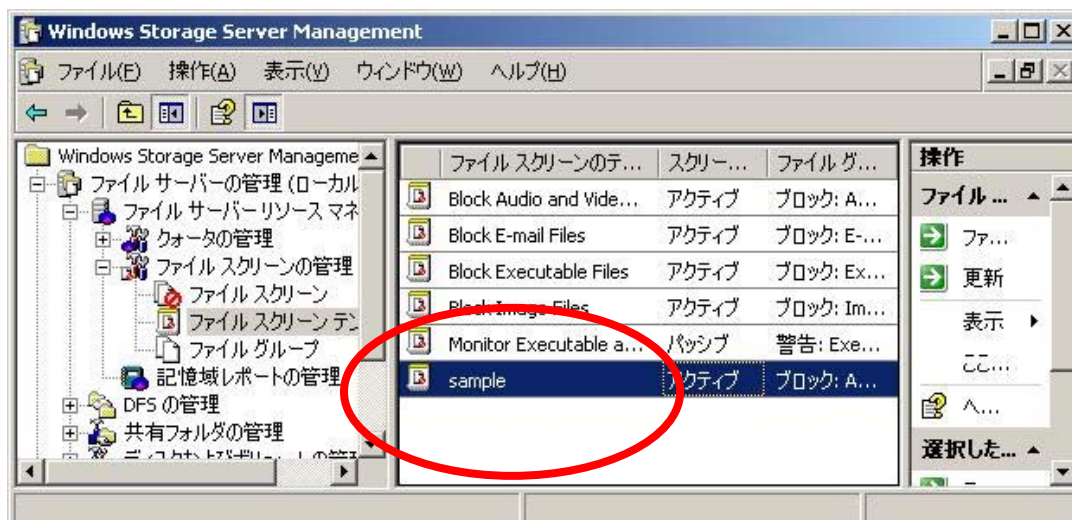 Windows Storage Server Management
ファイル(F) 操作(A) 表示(V) ウィンドウ(W) ヘルプ(H)
Windows Storage Server Manageme
ファイル サーバーの管理 (ローカル
ファイル サーバー リソース マネ
クォータの管理
ファイル スクリーンの管理
ファイル スクリーン
ファイル スクリーン テン
ファイル グループ
記憶域レポートの管理
DFS の管理
共有フォルダの管理
ファイル スクリーンのテ... スクリー... ファイル グ...
Block Audio and Vide... アクティブ ブロック: A...
Block E-mail Files アクティブ ブロック: E-...
Block Executable Files アクティブ ブロック: Ex...
Block Image Files アクティブ ブロック: Im...
Monitor Executable a... パッシブ 警告: Exe...
sample アクティブ ブロック: A...
操作
ファイル ...
ファ...
更新
表示
ここ...
ヘ...
選択した...